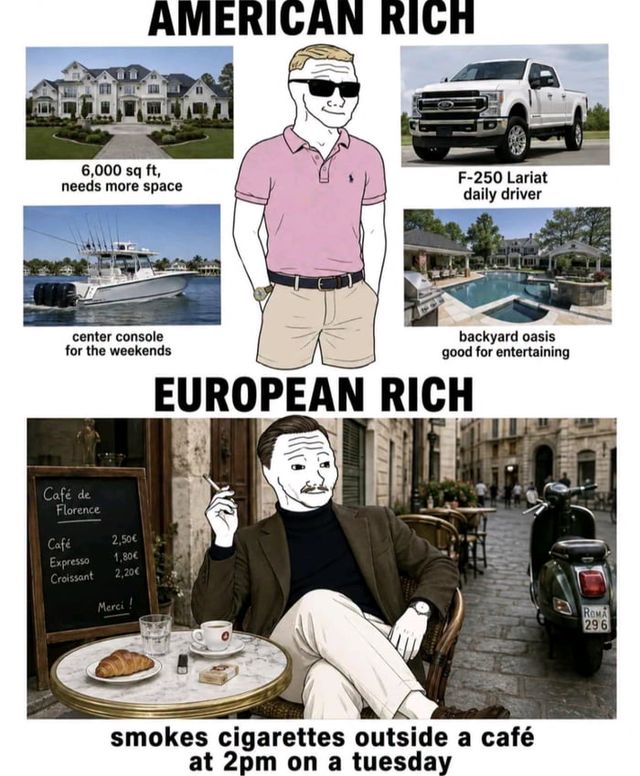 AMERICAN RICH
6,000 sq ft,
needs more space
F-250 Lariat
daily driver
center console
for the weekends
backyard oasis
good for entertaining
EUROPEAN RICH
Café de
Florence
Café 2,50€
Expresso 1,80€
Croissant 2,20€
Merci !
ROMA
29 6
smokes cigarettes outside a café
at 2pm on a tuesday